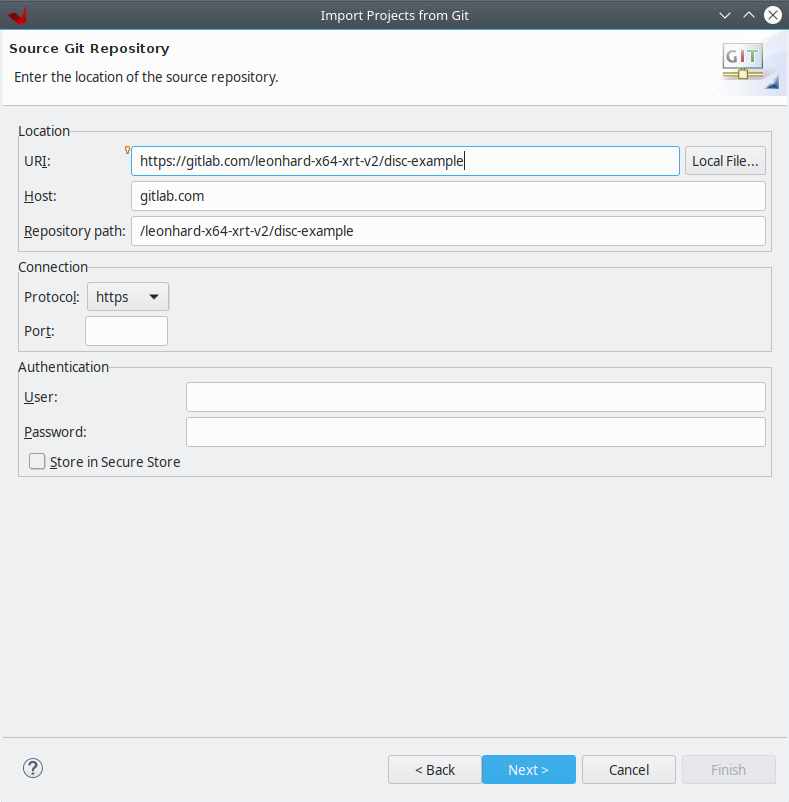 Import Projects from Git
Source Git Repository
Enter the location of the source repository.
GIT
Location
URI: https://gitlab.com/leonhard-x64-xrt-v2/disc-example Local File...
Host: gitlab.com
Repository path: /leonhard-x64-xrt-v2/disc-example
Connection
Protocol: https
Port:
Authentication
User:
Password:
Store in Secure Store
? < Back Next > Cancel Finish